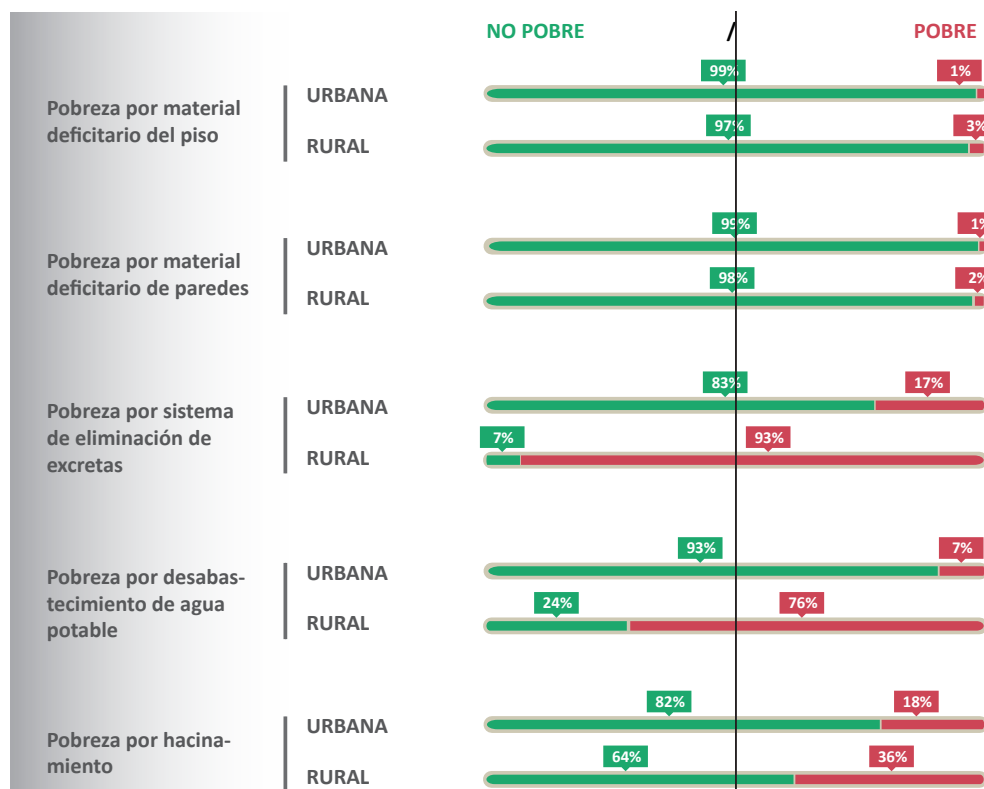 NO POBRE / POBRE
Pobreza por material
deficitario del piso
URBANA
99% 1%
RURAL
97% 3%
Pobreza por material
deficitario de paredes
URBANA
99% 1%
RURAL
98% 2%
Pobreza por sistema
de eliminación de
excretas
URBANA
83% 17%
RURAL
7% 93%
Pobreza por desabas-
tecimiento de agua
potable
URBANA
93% 7%
RURAL
24% 76%
Pobreza por hacina-
miento
URBANA
82% 18%
RURAL
64% 36%